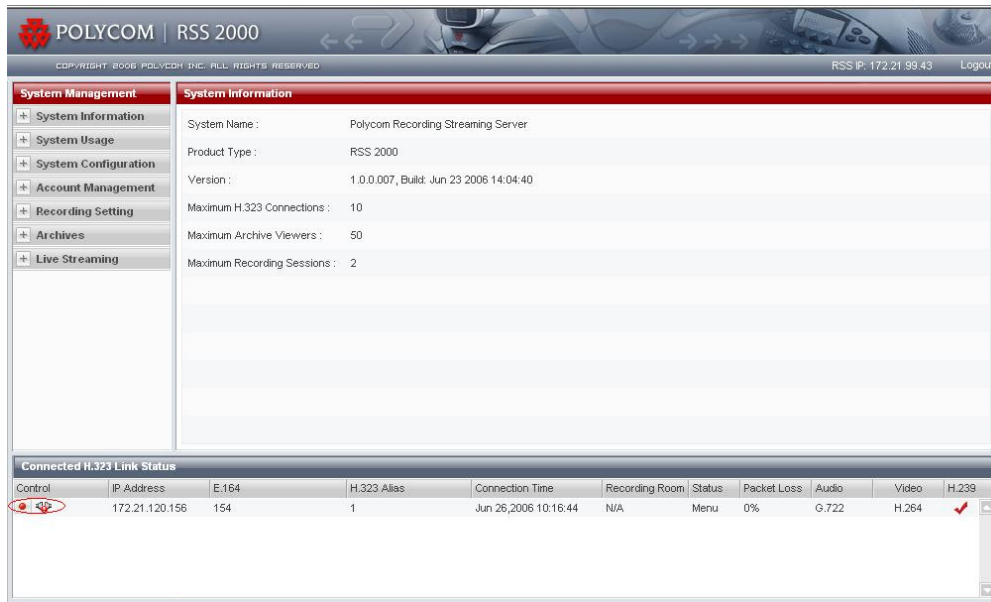 POLYCOM | RSS 2000
COPYRIGHT 2006 POLYCOM INC. ALL RIGHTS RESERVED
RSS IP: 172.21.99.43 Logout
System Management
System Information
System Usage
System Configuration
Account Management
Recording Setting
Archives
Live Streaming
System Information
System Name : Polycom Recording Streaming Server
Product Type : RSS 2000
Version : 1.0.0.007, Build: Jun 23 2006 14:04:40
Maximum H.323 Connections : 10
Maximum Archive Viewers : 50
Maximum Recording Sessions : 2
Connected H.323 Link Status
Control IP Address E.164 H.323 Alias Connection Time Recording Room Status Packet Loss Audio Video H.239
172.21.120.156 154 1 Jun 26,2006 10:16:44 N/A Menu 0% G.722 H.264